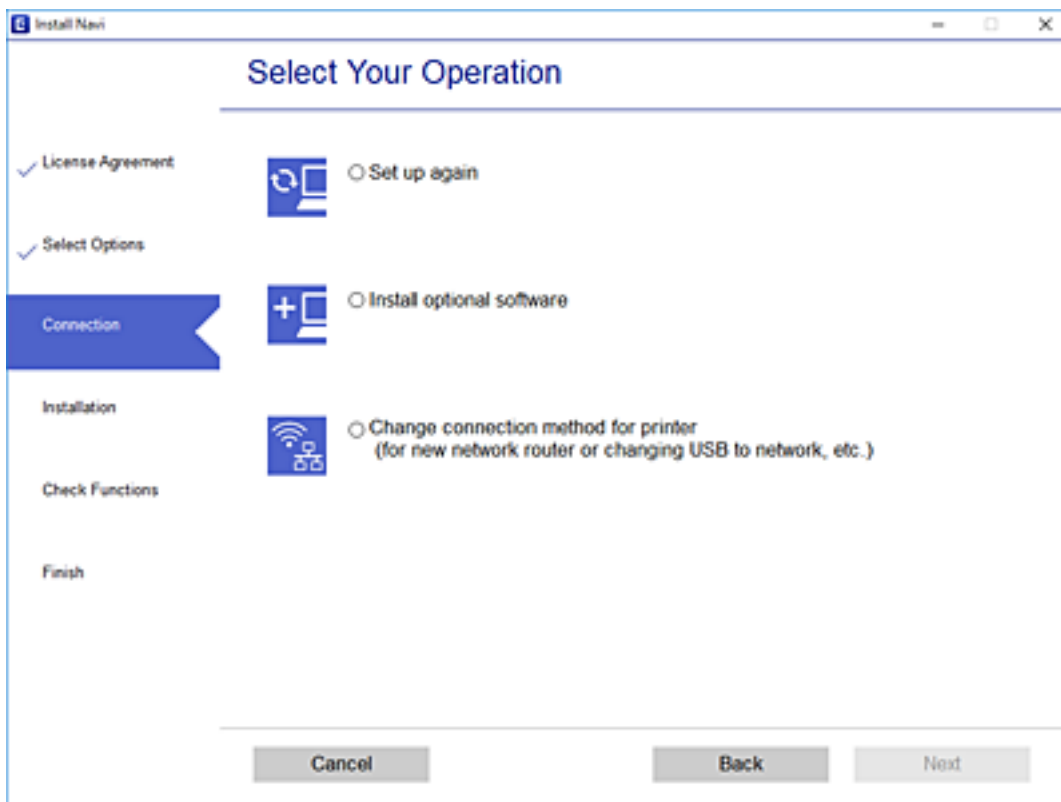 Install Navi
Select Your Operation
License Agreement
Select Options
Connection
Installation
Check Functions
Finish
Set up again
Install optional software
Change connection method for printer
(for new network router or changing USB to network, etc.)
Cancel
Back
Next